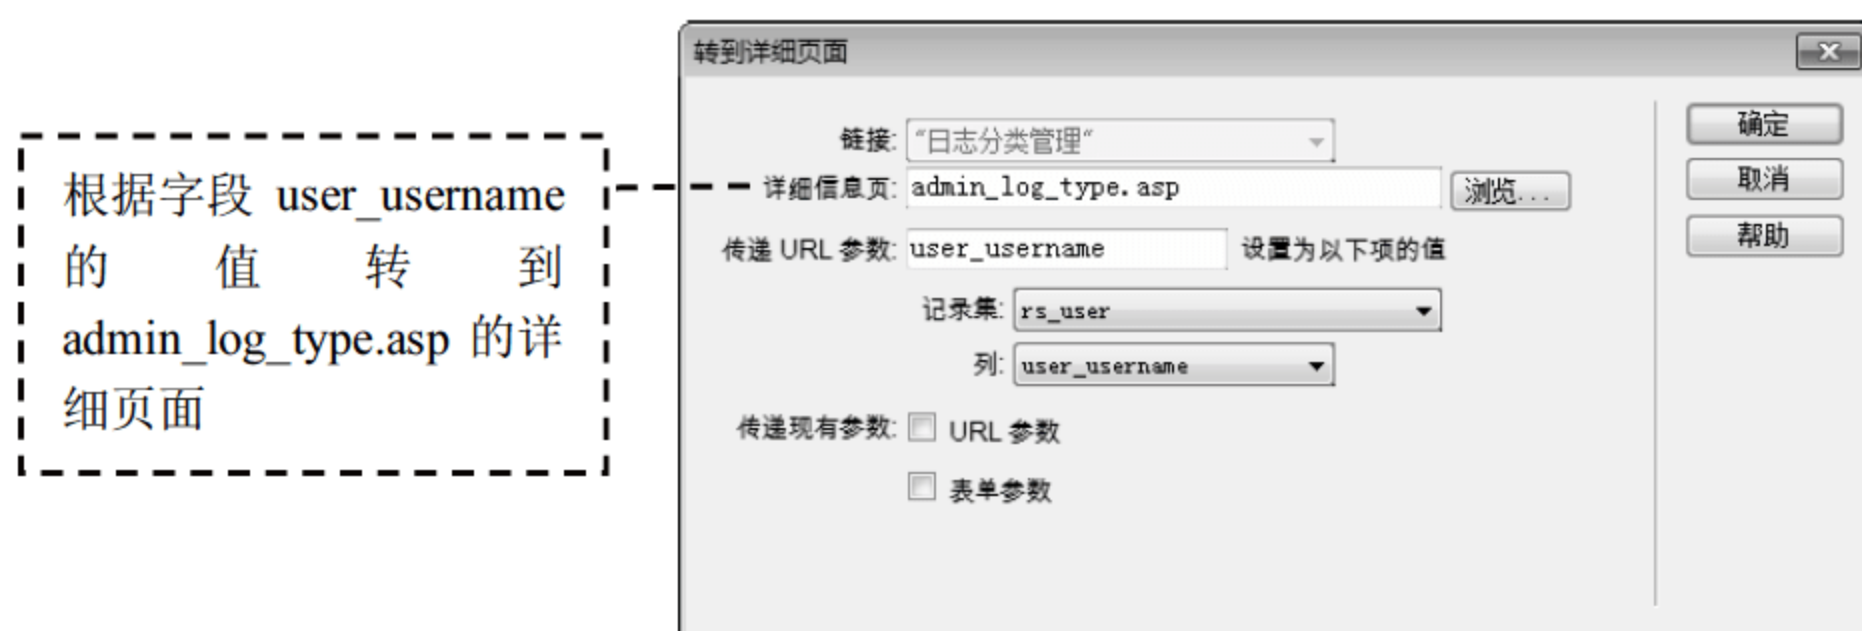 根据字段 user_username
的 值 转 到
admin_log_type.asp 的详
细页面
转到详细页面
链接: “日志分类管理“
详细信息页: admin_log_type.asp 浏览...
传递 URL 参数: user_username 设置为以下项的值
记录集: rs_user
列: user_username
传递现有参数: URL 参数
表单参数
确定
取消
帮助